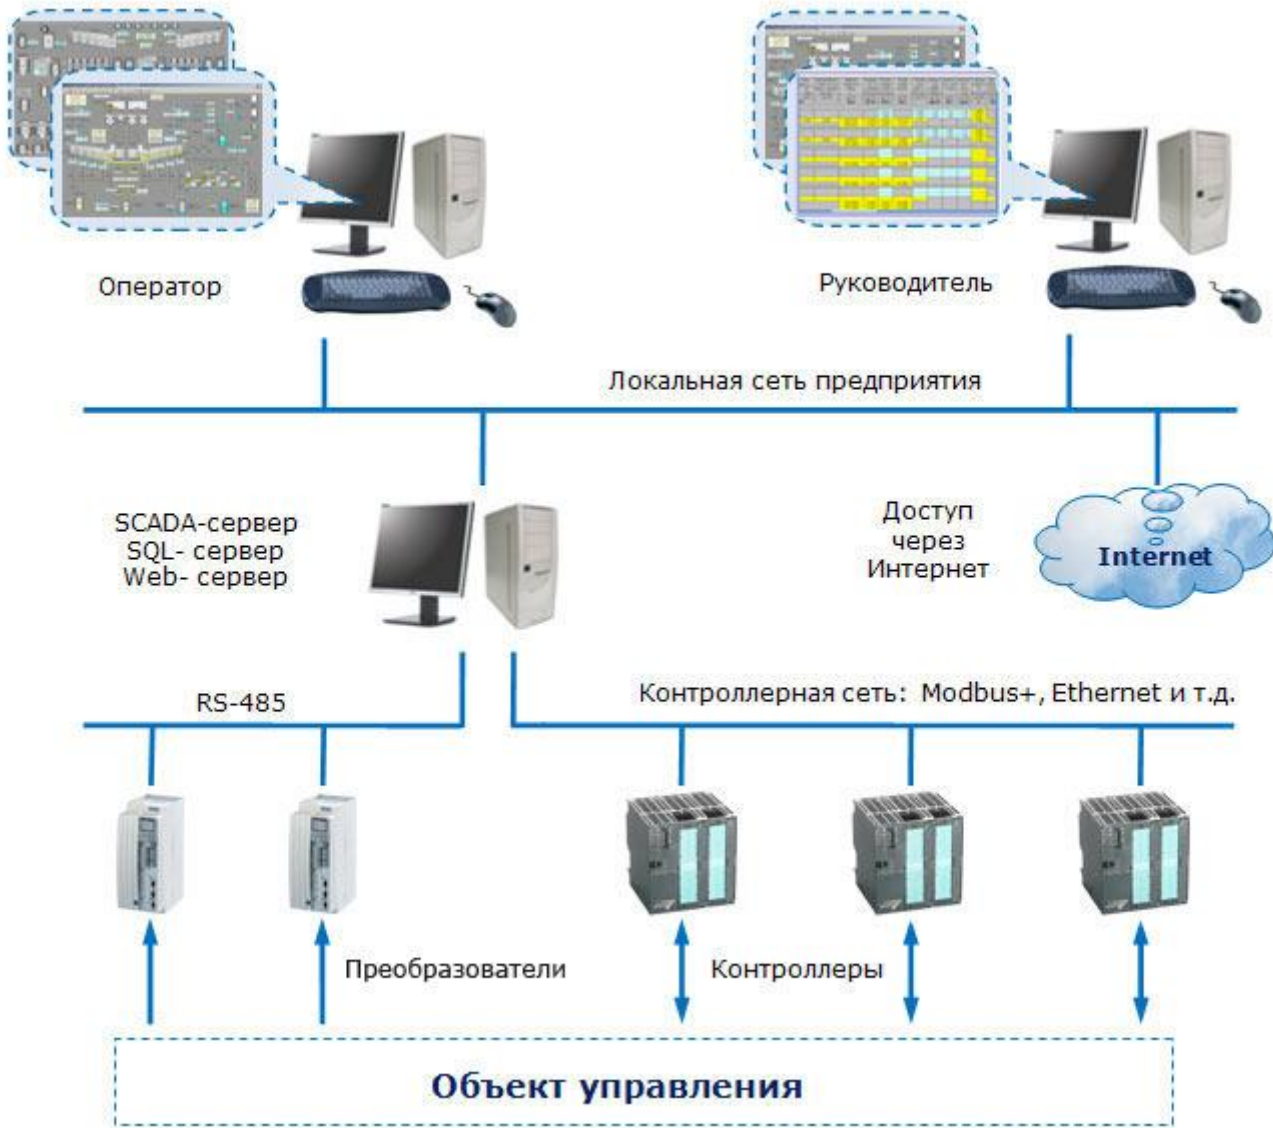 Оператор
Руководитель
Локальная сеть предприятия
SCADA-сервер
SQL- сервер
Web- сервер
Доступ
через
Интернет
Internet
RS-485
Контроллерная сеть: Modbus+, Ethernet и т.д.
Преобразователи
Контроллеры
Объект управления